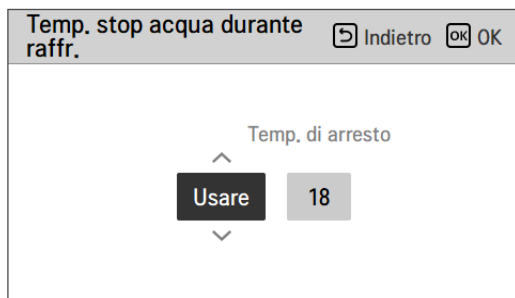 Temp. stop acqua durante
raffr.
Indietro OK OK
Temp. di arresto
Usare 18